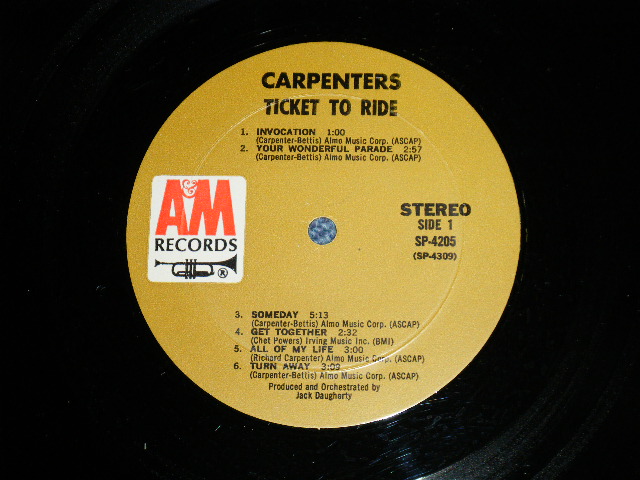 CARPENTERS
TICKET TO RIDE
1. INVOCATION 1:00
(Carpenter-Bettis) Almo Music Corp. (ASCAP)
2. YOUR WONDERFUL PARADE 2:57
(Carpenter-Bettis) Almo Music Corp. (ASCAP)
A&M
RECORDS
®
STEREO
SIDE 1
SP-4205
(SP-4309)
3. SOMEDAY 5:13
(Carpenter-Bettis) Almo Music Corp. (ASCAP)
4. GET TOGETHER 2:32
(Chet Powers) Irving Music Inc. (BMI)
5. ALL OF MY LIFE 3:00
(Richard Carpenter) Almo Music Corp. (ASCAP)
6. TURN AWAY 3:09
(Carpenter-Bettis) Almo Music Corp. (ASCAP)
Produced and Orchestrated by
Jack Daugherty